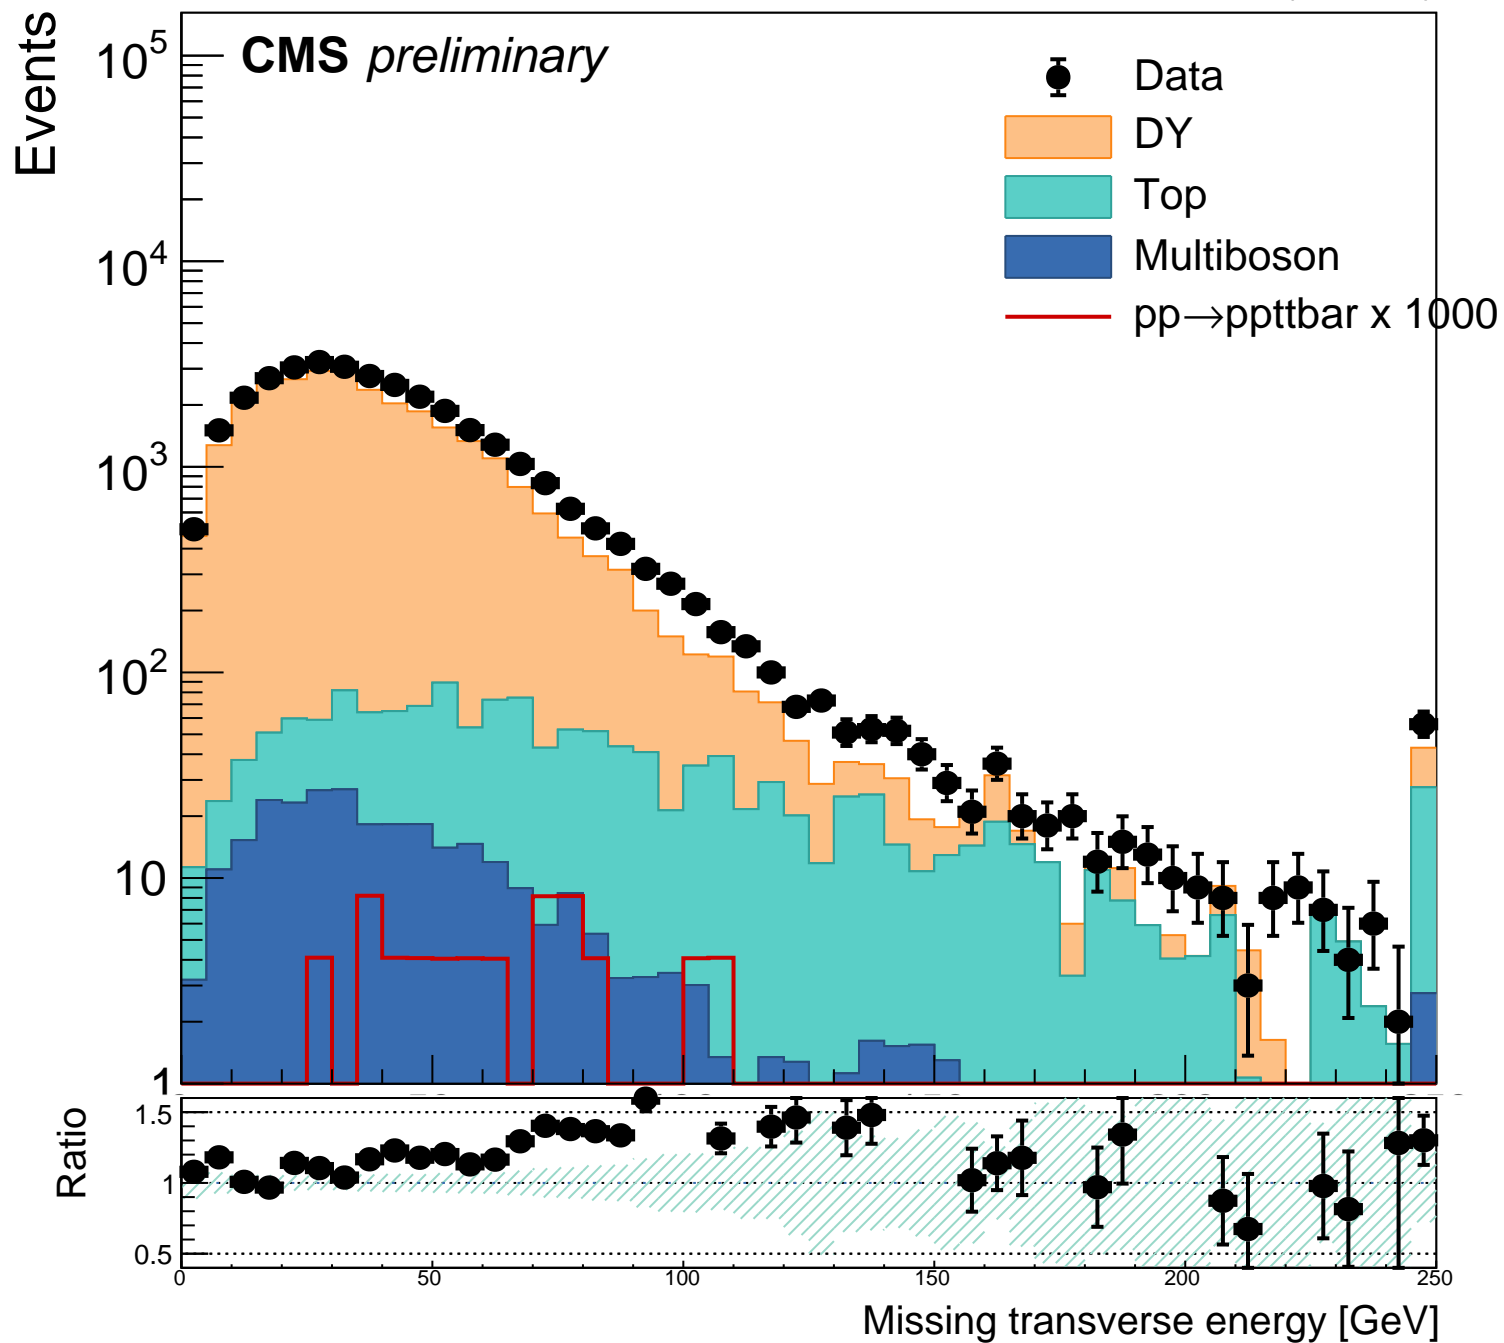 CMS preliminary
Events
10^5
10^4
10^3
10^2
10
1
Data
DY
Top
Multiboson
pp→ppttbar x 1000
Ratio
1.5
1
0.5
0 50 100 150 200 250
Missing transverse energy [GeV]